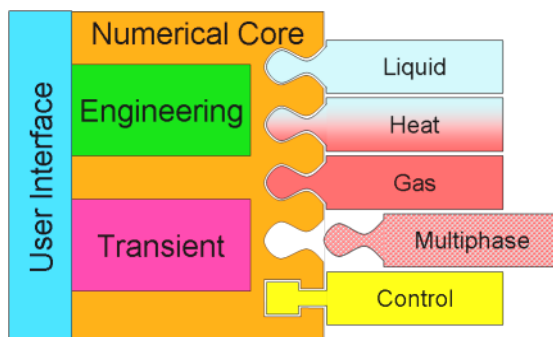 User Interface
Numerical Core
Engineering
Transient
Liquid
Heat
Gas
Multiphase
Control